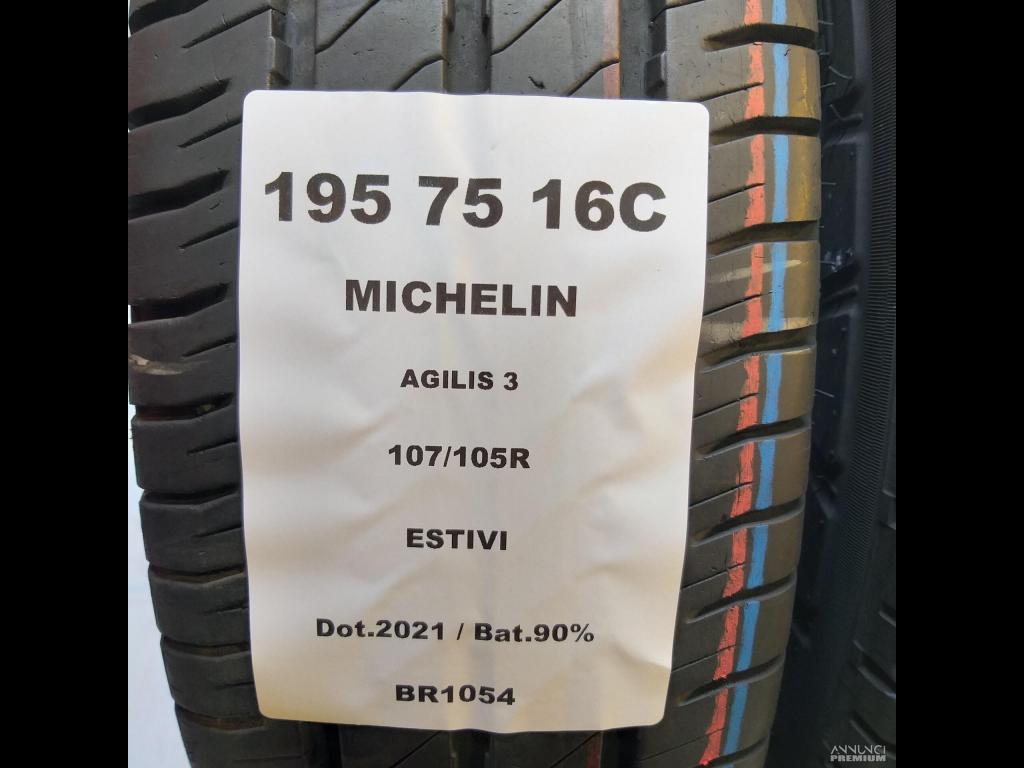 195 75 16C
MICHELIN
AGILIS 3
107/105R
ESTIVI
Dot.2021 / Bat.90%
BR1054
ANNUNCI
PREMIUM